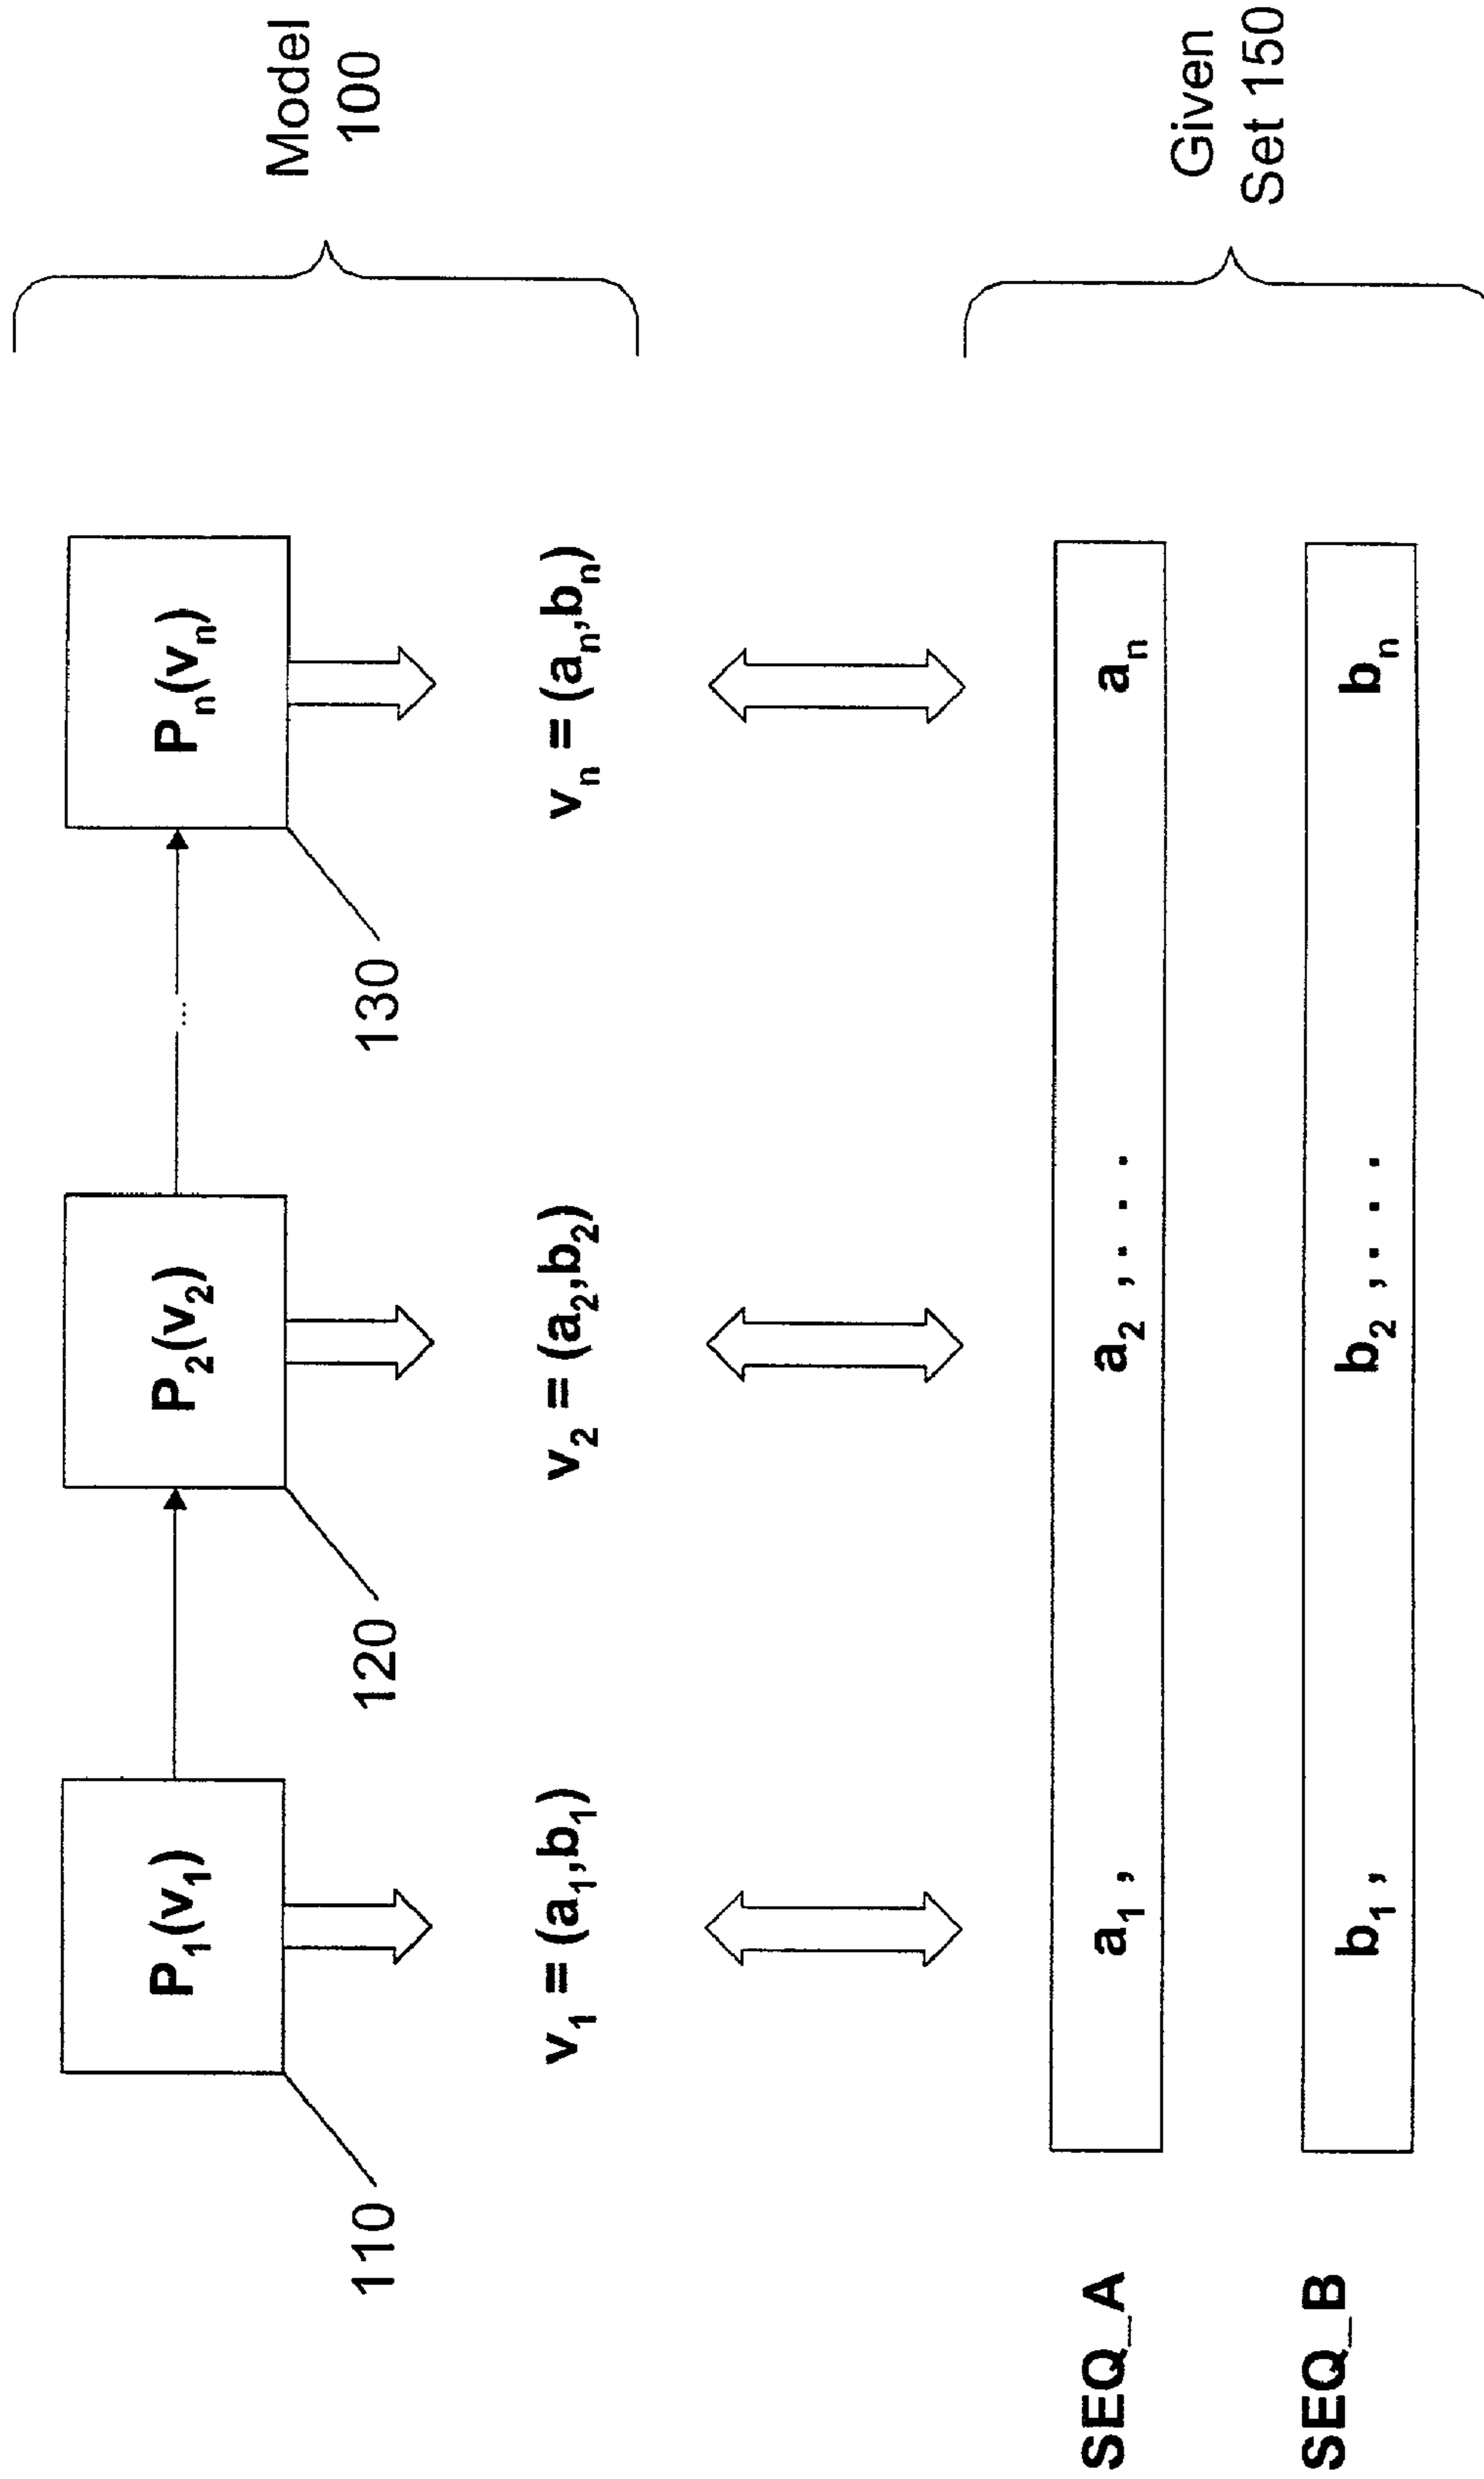 P₁(v₁) P₂(v₂) ... Pₙ(vₙ)
110 120 130
Model
100
v₁ = (a₁,b₁) v₂ = (a₂,b₂) vₙ = (aₙ,bₙ)
SEQ_A a₁ , a₂ , . . . aₙ
SEQ_B b₁ , b₂ , . . . bₙ
Given
Set 150